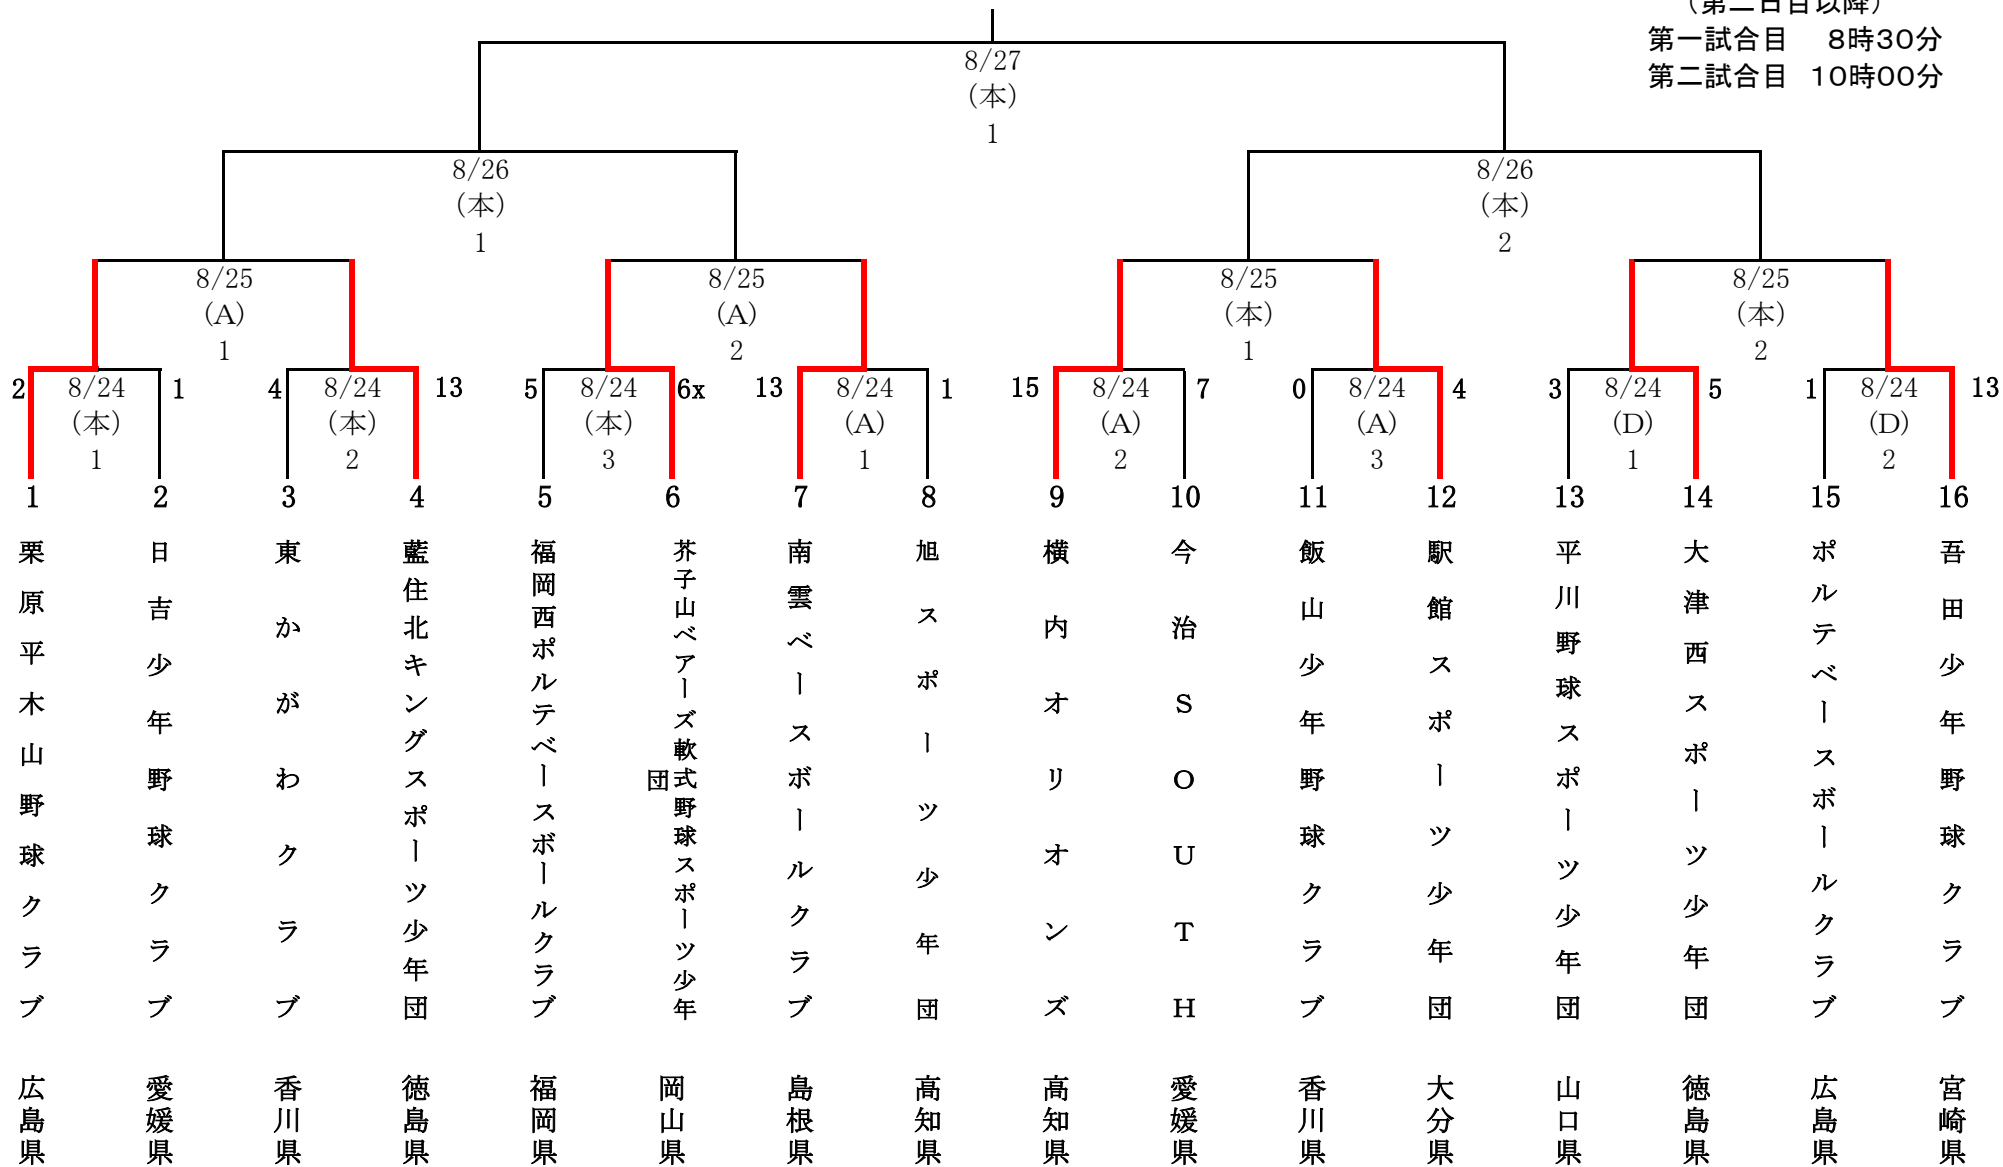 （第二日目以降）
第一試合目　8時30分
第二試合目　10時00分
8/27
(本)
1
8/26
(本)
1
8/26
(本)
2
8/25
(A)
1
8/25
(A)
2
8/25
(本)
1
8/25
(本)
2
2
8/24
(本)
1
1
4
8/24
(本)
2
13
5
8/24
(本)
3
6x
13
8/24
(A)
1
1
15
8/24
(A)
2
7
0
8/24
(A)
3
4
3
8/24
(D)
1
5
1
8/24
(D)
2
13
1
栗原平木山野球クラブ
広島県
2
日吉少年野球クラブ
愛媛県
3
東かがわクラブ
香川県
4
藍住北キングスポーツ少年団
徳島県
5
福岡西ポルテベースボールクラブ
福岡県
6
芥子山ベアーズ軟式野球スポーツ少年
団
岡山県
7
南雲ベースボールクラブ
島根県
8
旭スポーツ少年団
高知県
9
横内オリオンズ
高知県
10
今治SOUTH
愛媛県
11
飯山少年野球クラブ
香川県
12
駅館スポーツ少年団
大分県
13
平川野球スポーツ少年団
山口県
14
大津西スポーツ少年団
徳島県
15
ポルテベースボールクラブ
広島県
16
吾田少年野球クラブ
宮崎県